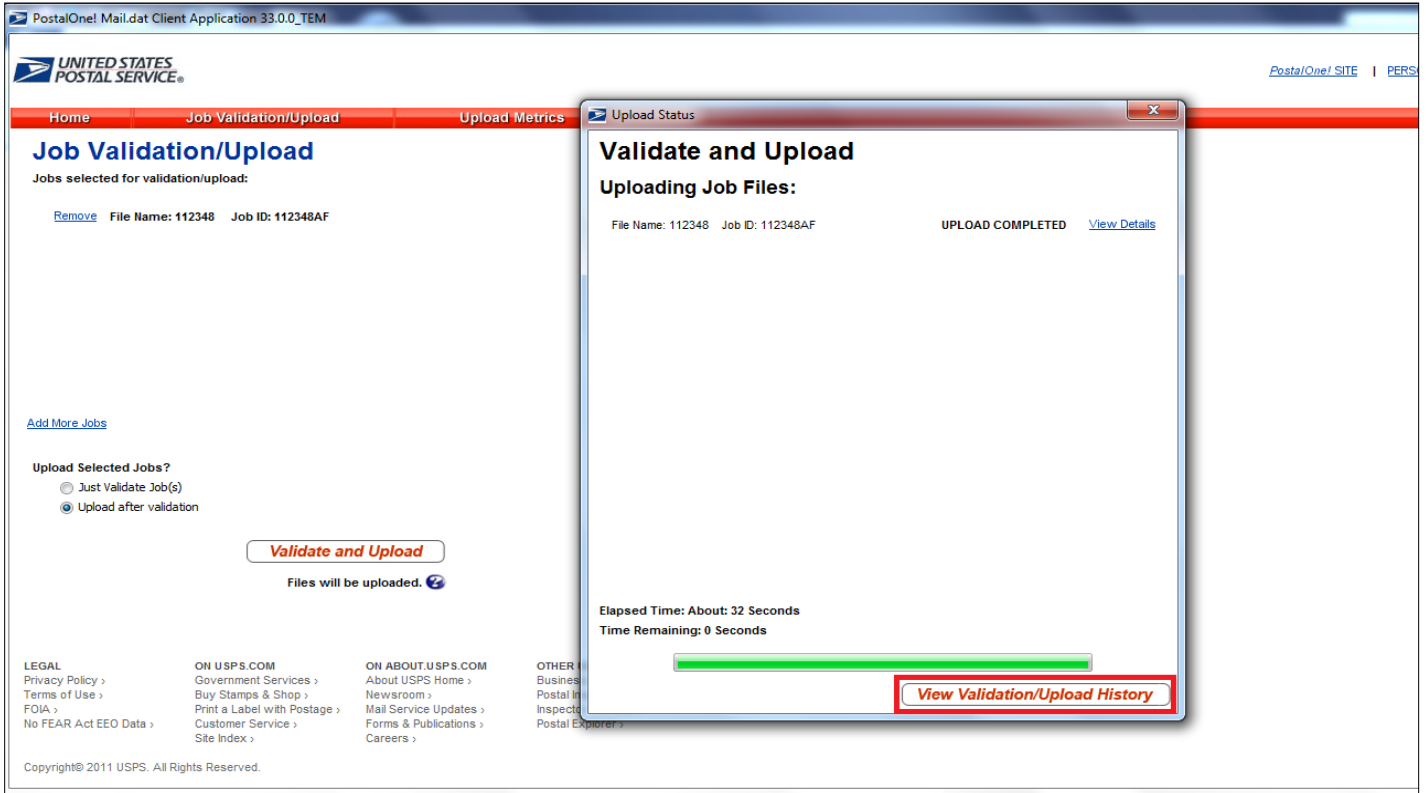 PostalOne! Mail.dat Client Application 33.0.0_TEM
UNITED STATES
POSTAL SERVICE®
PostalOne! SITE | PERS
Home Job Validation/Upload Upload Metrics
Job Validation/Upload
Jobs selected for validation/upload:
Remove File Name: 112348 Job ID: 112348AF
Add More Jobs
Upload Selected Jobs?
Just Validate Job(s)
Upload after validation
Validate and Upload
Files will be uploaded. ?
Upload Status
Validate and Upload
Uploading Job Files:
File Name: 112348 Job ID: 112348AF UPLOAD COMPLETED View Details
Elapsed Time: About: 32 Seconds
Time Remaining: 0 Seconds
View Validation/Upload History
LEGAL
Privacy Policy ›
Terms of Use ›
FOIA ›
No FEAR Act EEO Data ›
ON USPS.COM
Government Services ›
Buy Stamps & Shop ›
Print a Label with Postage ›
Customer Service ›
Site Index ›
ON ABOUT.USPS.COM
About USPS Home ›
Newsroom ›
Mail Service Updates ›
Forms & Publications ›
Careers ›
OTHER
Busines
Postal In
Inspecto
Postal Explorer ›
Copyright© 2011 USPS. All Rights Reserved.